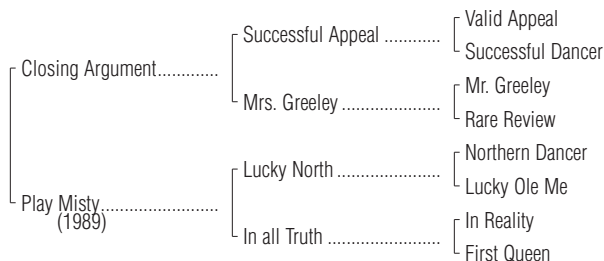 Valid Appeal
Successful Appeal ............
Successful Dancer
Closing Argument.............
Mr. Greeley
Mrs. Greeley .....................
Rare Review
Northern Dancer
Lucky North ......................
Lucky Ole Me
Play Misty.........................
(1989)
In Reality
In all Truth ........................
First Queen